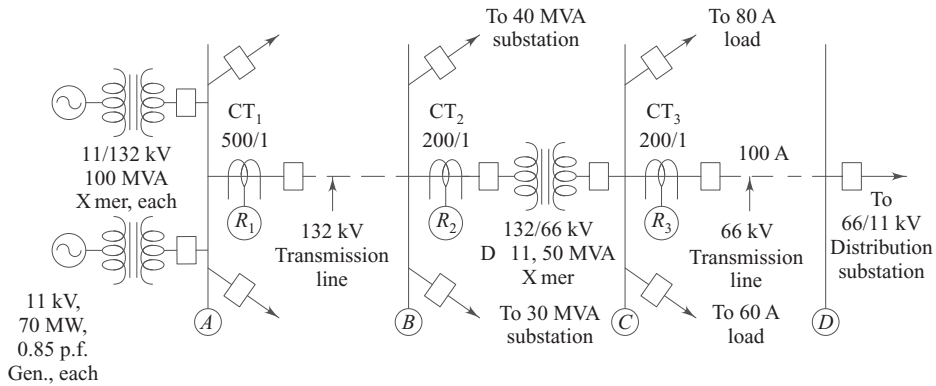 To 40 MVA
substation
To 80 A
load
CT1
500/1
CT2
200/1
CT3
200/1
100 A
11/132 kV
100 MVA
X mer, each
R1
R2
R3
132 kV
Transmission
line
132/66 kV
D 11, 50 MVA
X mer
66 kV
Transmission
line
To
66/11 kV
Distribution
substation
11 kV,
70 MW,
0.85 p.f.
Gen., each
A
B
C
D
To 30 MVA
substation
To 60 A
load